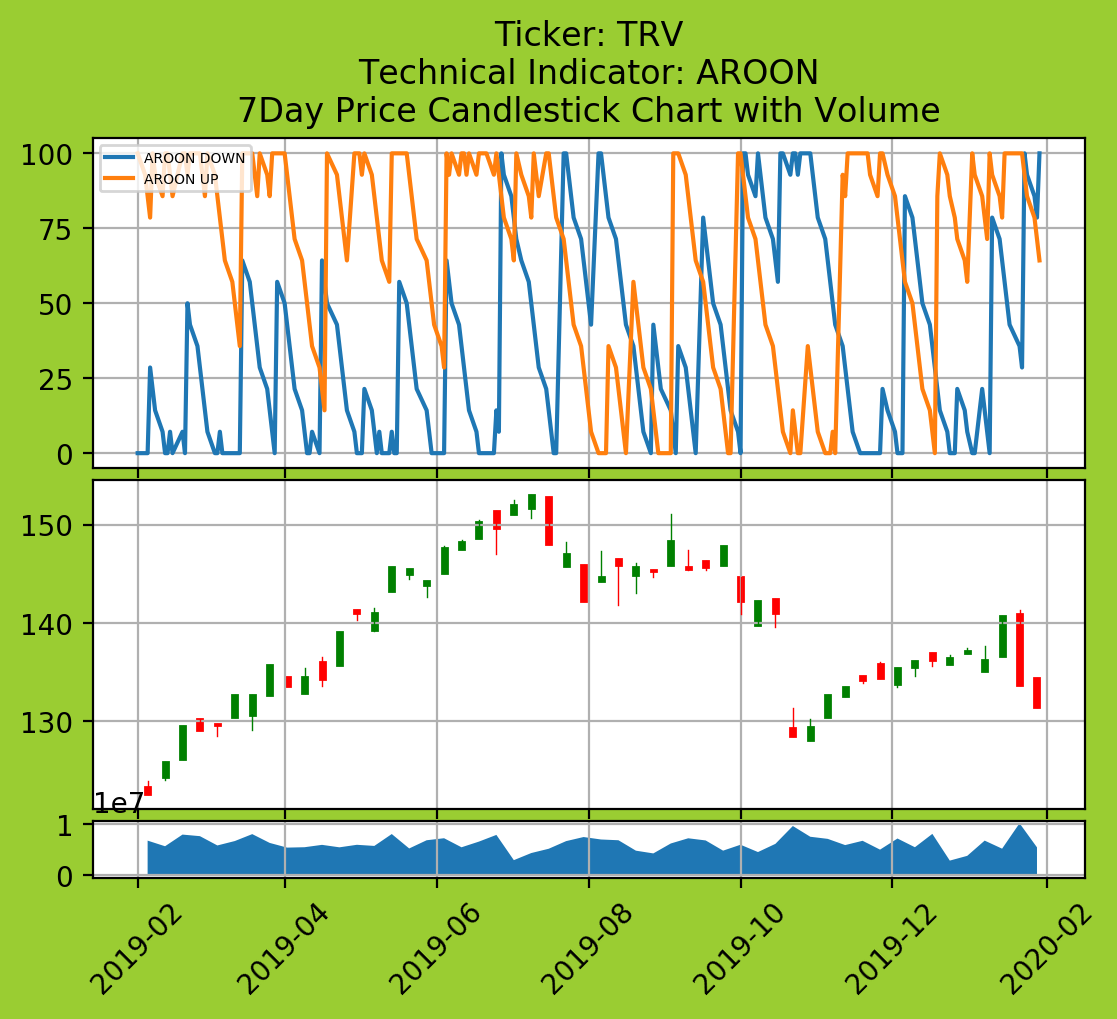 Ticker: TRV
Technical Indicator: AROON
7Day Price Candlestick Chart with Volume
100
75
50
25
0
AROON DOWN
AROON UP
150
140
130
1e7
1
0
2019-02
2019-04
2019-06
2019-08
2019-10
2019-12
2020-02